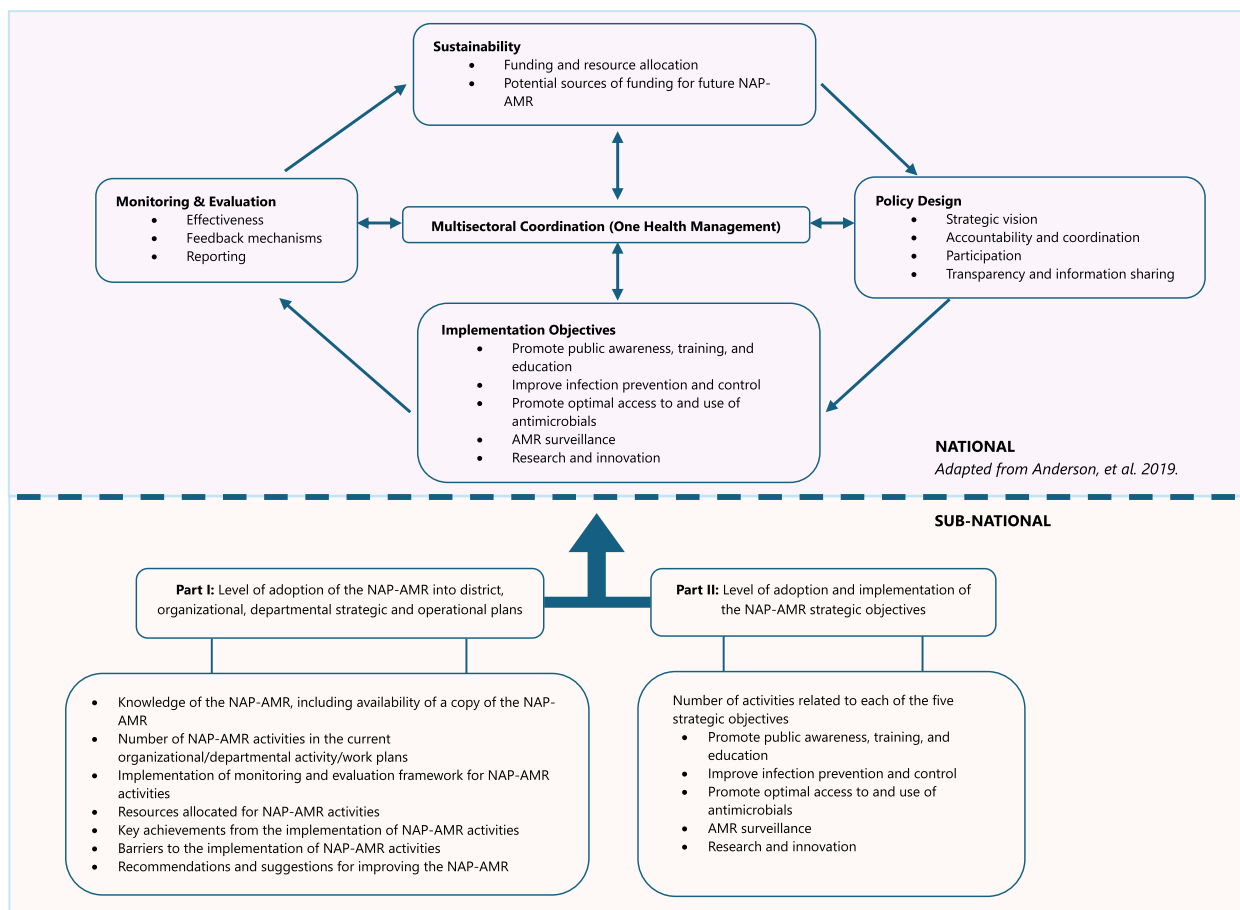 Sustainability
• Funding and resource allocation
• Potential sources of funding for future NAP-
AMR
Monitoring & Evaluation
• Effectiveness
• Feedback mechanisms
• Reporting
Multisectoral Coordination (One Health Management)
Policy Design
• Strategic vision
• Accountability and coordination
• Participation
• Transparency and information sharing
Implementation Objectives
• Promote public awareness, training, and
education
• Improve infection prevention and control
• Promote optimal access to and use of
antimicrobials
• AMR surveillance
• Research and innovation
NATIONAL
Adapted from Anderson, et al. 2019.
SUB-NATIONAL
Part I: Level of adoption of the NAP-AMR into district,
organizational, departmental strategic and operational plans
Part II: Level of adoption and implementation of
the NAP-AMR strategic objectives
• Knowledge of the NAP-AMR, including availability of a copy of the NAP-
AMR
• Number of NAP-AMR activities in the current
organizational/departmental activity/work plans
• Implementation of monitoring and evaluation framework for NAP-AMR
activities
• Resources allocated for NAP-AMR activities
• Key achievements from the implementation of NAP-AMR activities
• Barriers to the implementation of NAP-AMR activities
• Recommendations and suggestions for improving the NAP-AMR
Number of activities related to each of the five
strategic objectives
• Promote public awareness, training, and
education
• Improve infection prevention and control
• Promote optimal access to and use of
antimicrobials
• AMR surveillance
• Research and innovation